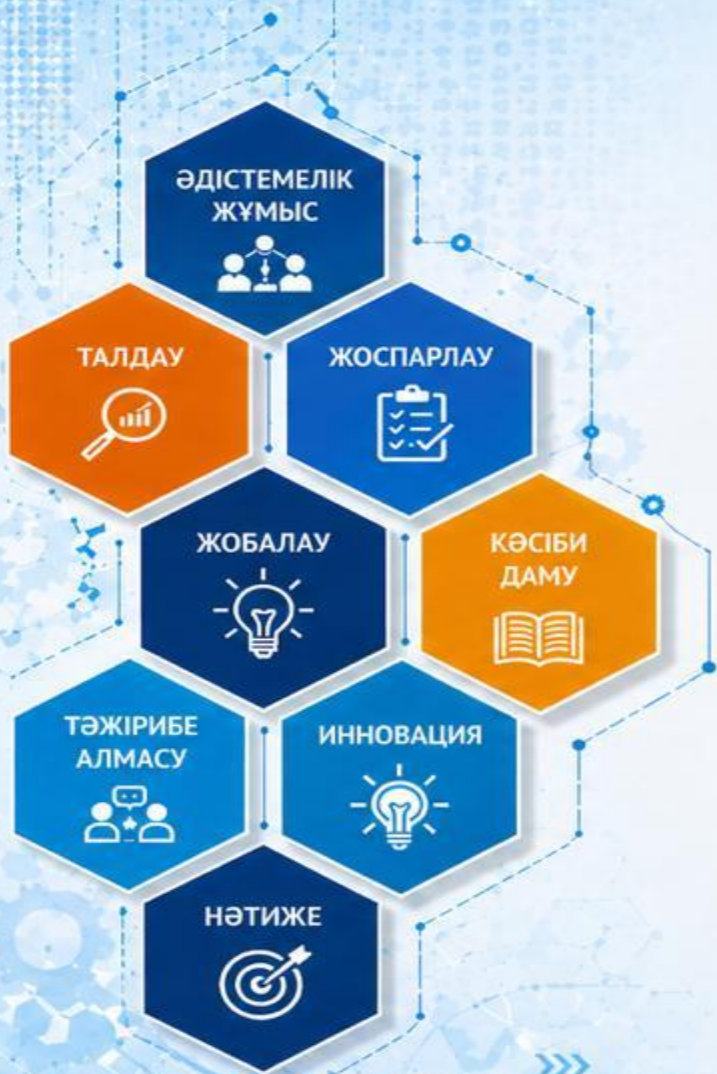 ӘДІСТЕМЕЛІК
ЖҰМЫС
ТАЛДАУ
ЖОСПАРЛАУ
ЖОБАЛАУ
КӘСІБИ
ДАМУ
ТӘЖІРИБЕ
АЛМАСУ
ИННОВАЦИЯ
НӘТИЖЕ